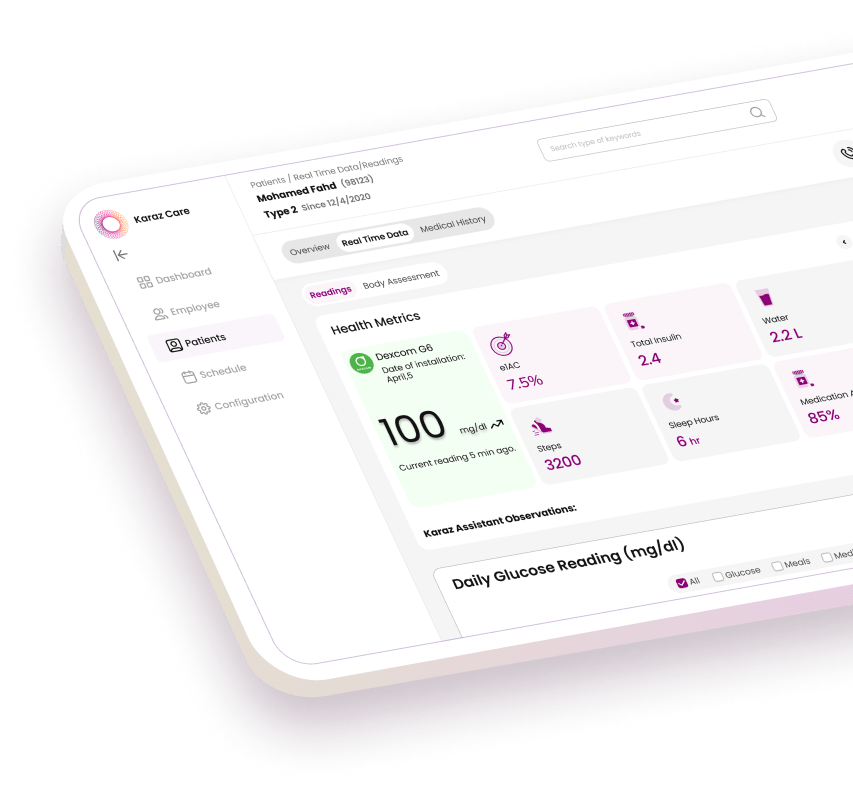 Karaz Care
Dashboard
Employee
Patients
Schedule
Configuration
Patients / Real Time Data/Readings
Mohamed Fahd (98123)
Type 2 Since 12/4/2020
Search type of keywords
Overview Real Time Data Medical History
Readings Body Assessment
Health Metrics
Dexcom G6
Date of installation:
April,5
100 mg/dl
Current reading 5 min ago.
eIAC
7.5%
Total Insulin
2.4
Water
2.2 L
Steps
3200
Sleep Hours
6 hr
Medication A
85%
Karaz Assistant Observations:
Daily Glucose Reading (mg/dl)
All Glucose Meals Medi